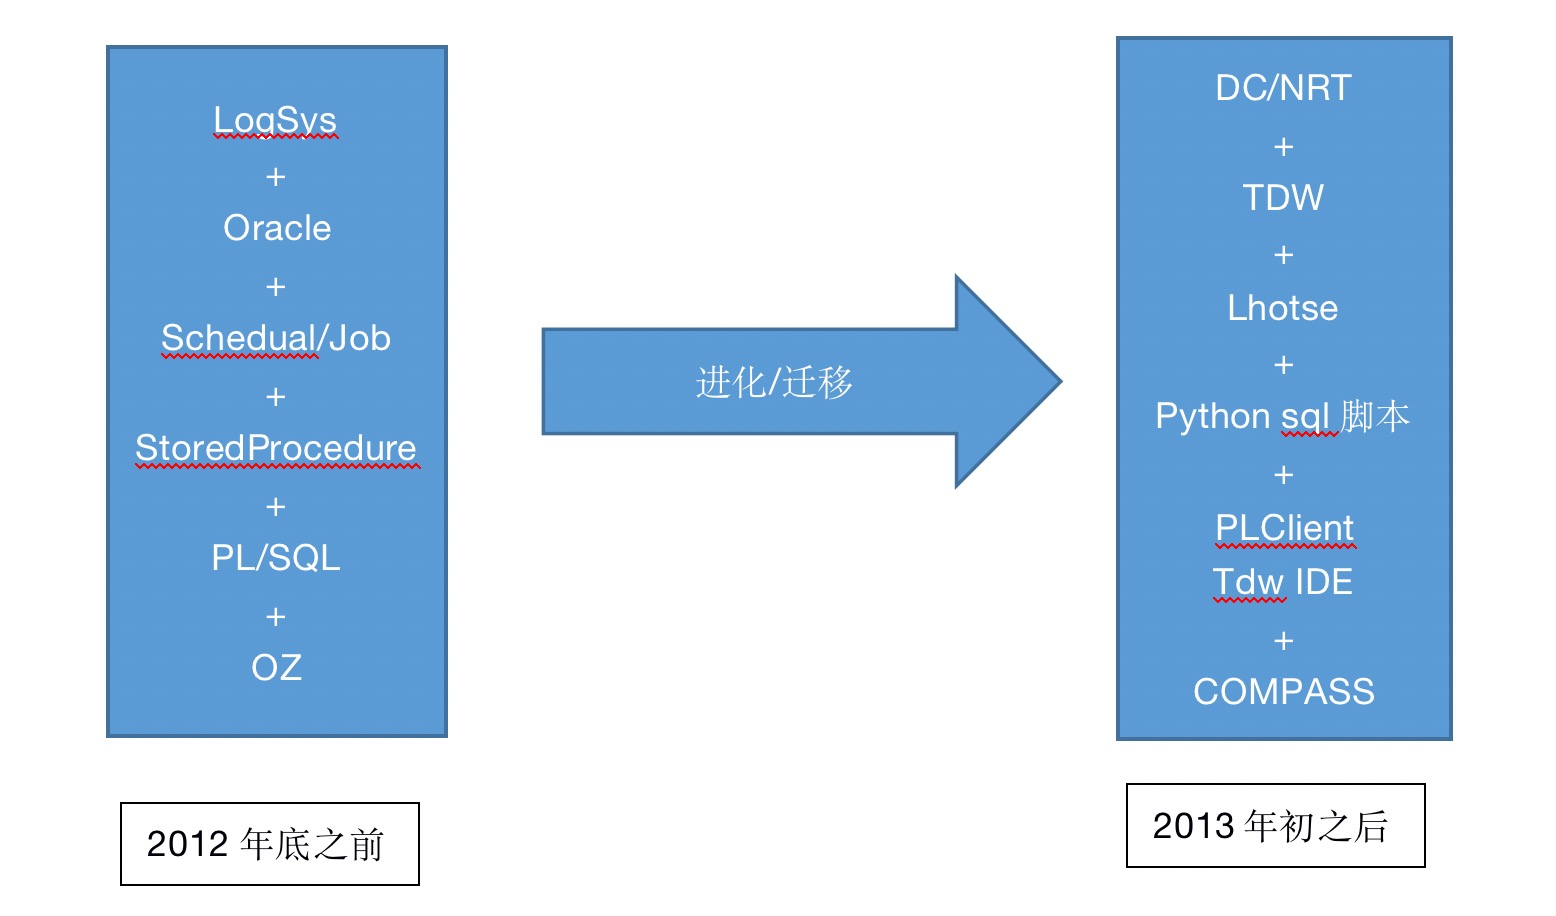 LogSys
+
Oracle
+
Schedual/Job
+
StoredProcedure
+
PL/SQL
+
OZ
2012 年底之前
进化/迁移
DC/NRT
+
TDW
+
Lhotse
+
Python sql 脚本
+
PLClient
Tdw IDE
+
COMPASS
2013 年初之后